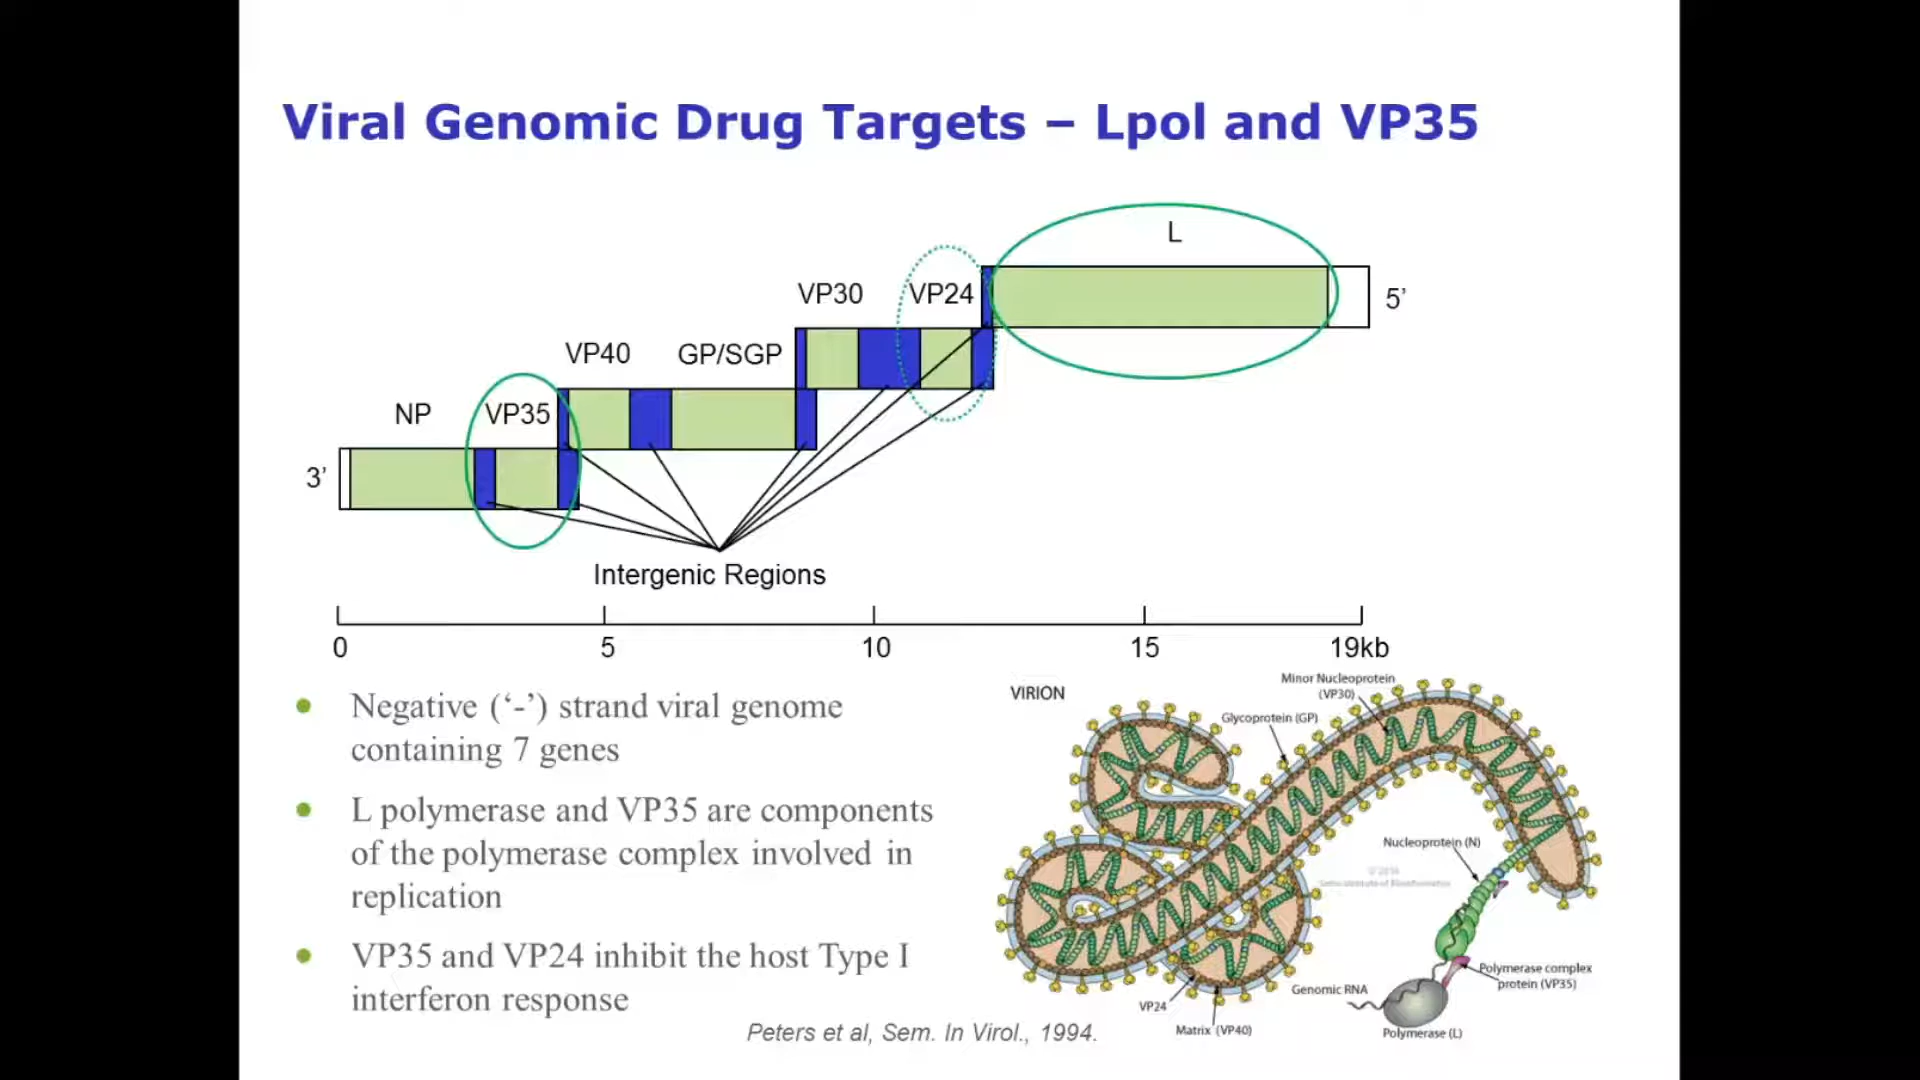 Viral Genomic Drug Targets – Lpol and VP35
L
VP30
VP24
5’
VP40
GP/SGP
NP
VP35
3’
Intergenic Regions
0
5
10
15
19kb
Negative (‘-’) strand viral genome
containing 7 genes
L polymerase and VP35 are components
of the polymerase complex involved in
replication
VP35 and VP24 inhibit the host Type I
interferon response
Peters et al, Sem. In Virol., 1994.
VIRION
Minor Nucleoprotein
(VP30)
Glycoprotein (GP)
Nucleoprotein (N)
Polymerase complex
protein (VP35)
Genomic RNA
VP24
Matrix (VP40)
Polymerase (L)